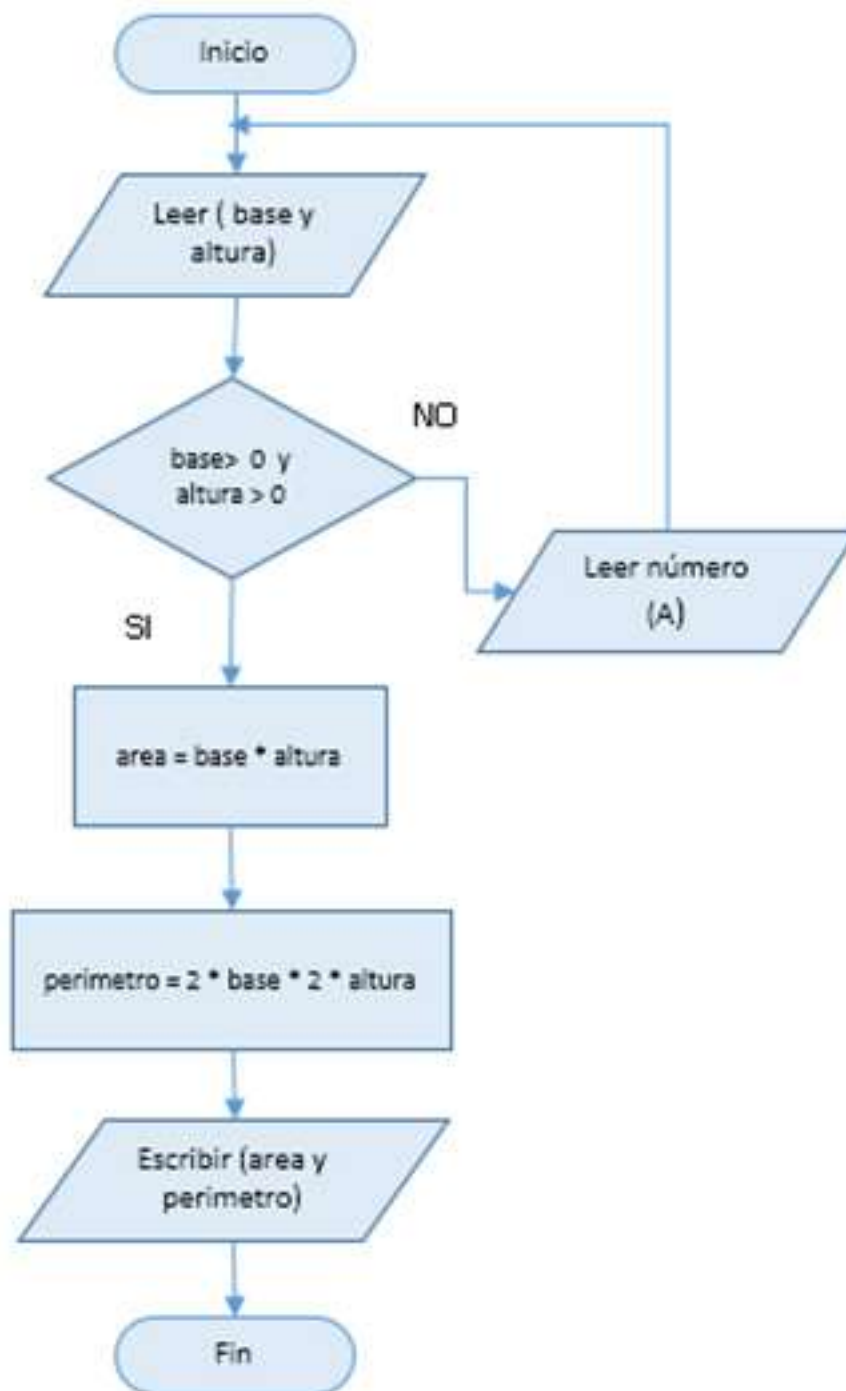 Inicio
Leer ( base y
altura)
NO
base> 0 y
altura > 0
Leer número
(A)
SI
area = base * altura
perimetro = 2 * base * 2 * altura
Escribir (area y
perimetro)
Fin